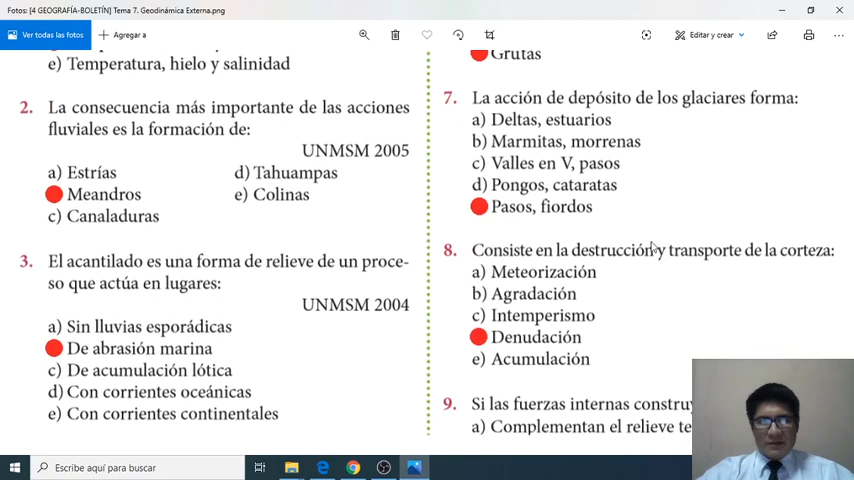 Fotos: [4 GEOGRAFÍA-BOLETÍN] Tema 7. Geodinámica Externa.png
Ver todas las fotos
Agregar a
Editar y crear
e) Temperatura, hielo y salinidad
2. La consecuencia más importante de las acciones
fluviales es la formación de:
UNMSM 2005
a) Estrías
d) Tahuampas
Meandros
e) Colinas
c) Canaladuras
3. El acantilado es una forma de relieve de un proce-
so que actúa en lugares:
UNMSM 2004
a) Sin lluvias esporádicas
De abrasión marina
c) De acumulación lótica
d) Con corrientes oceánicas
e) Con corrientes continentales
Grutas
7. La acción de depósito de los glaciares forma:
a) Deltas, estuarios
b) Marmitas, morrenas
c) Valles en V, pasos
d) Pongos, cataratas
Pasos, fiordos
8. Consiste en la destrucción y transporte de la corteza:
a) Meteorización
b) Agradación
c) Intemperismo
Denudación
e) Acumulación
9. Si las fuerzas internas constru
a) Complementan el relieve te
Escribe aquí para buscar